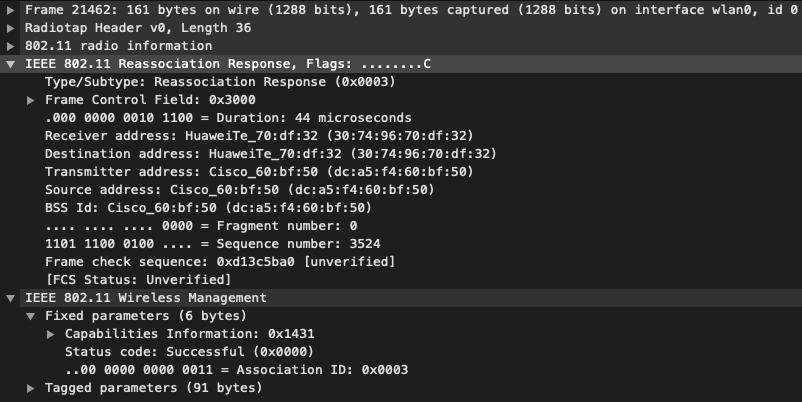 Frame 21462: 161 bytes on wire (1288 bits), 161 bytes captured (1288 bits) on interface wlan0, id 0
Radiotap Header v0, Length 36
802.11 radio information
IEEE 802.11 Reassociation Response, Flags: ........C
Type/Subtype: Reassociation Response (0x0003)
Frame Control Field: 0x3000
.000 0000 0010 1100 = Duration: 44 microseconds
Receiver address: HuaweiTe_70:df:32 (30:74:96:70:df:32)
Destination address: HuaweiTe_70:df:32 (30:74:96:70:df:32)
Transmitter address: Cisco_60:bf:50 (dc:a5:f4:60:bf:50)
Source address: Cisco_60:bf:50 (dc:a5:f4:60:bf:50)
BSS Id: Cisco_60:bf:50 (dc:a5:f4:60:bf:50)
.... .... .... 0000 = Fragment number: 0
1101 1100 0100 .... = Sequence number: 3524
Frame check sequence: 0xd13c5ba0 [unverified]
[FCS Status: Unverified]
IEEE 802.11 Wireless Management
Fixed parameters (6 bytes)
Capabilities Information: 0x1431
Status code: Successful (0x0000)
..00 0000 0000 0011 = Association ID: 0x0003
Tagged parameters (91 bytes)